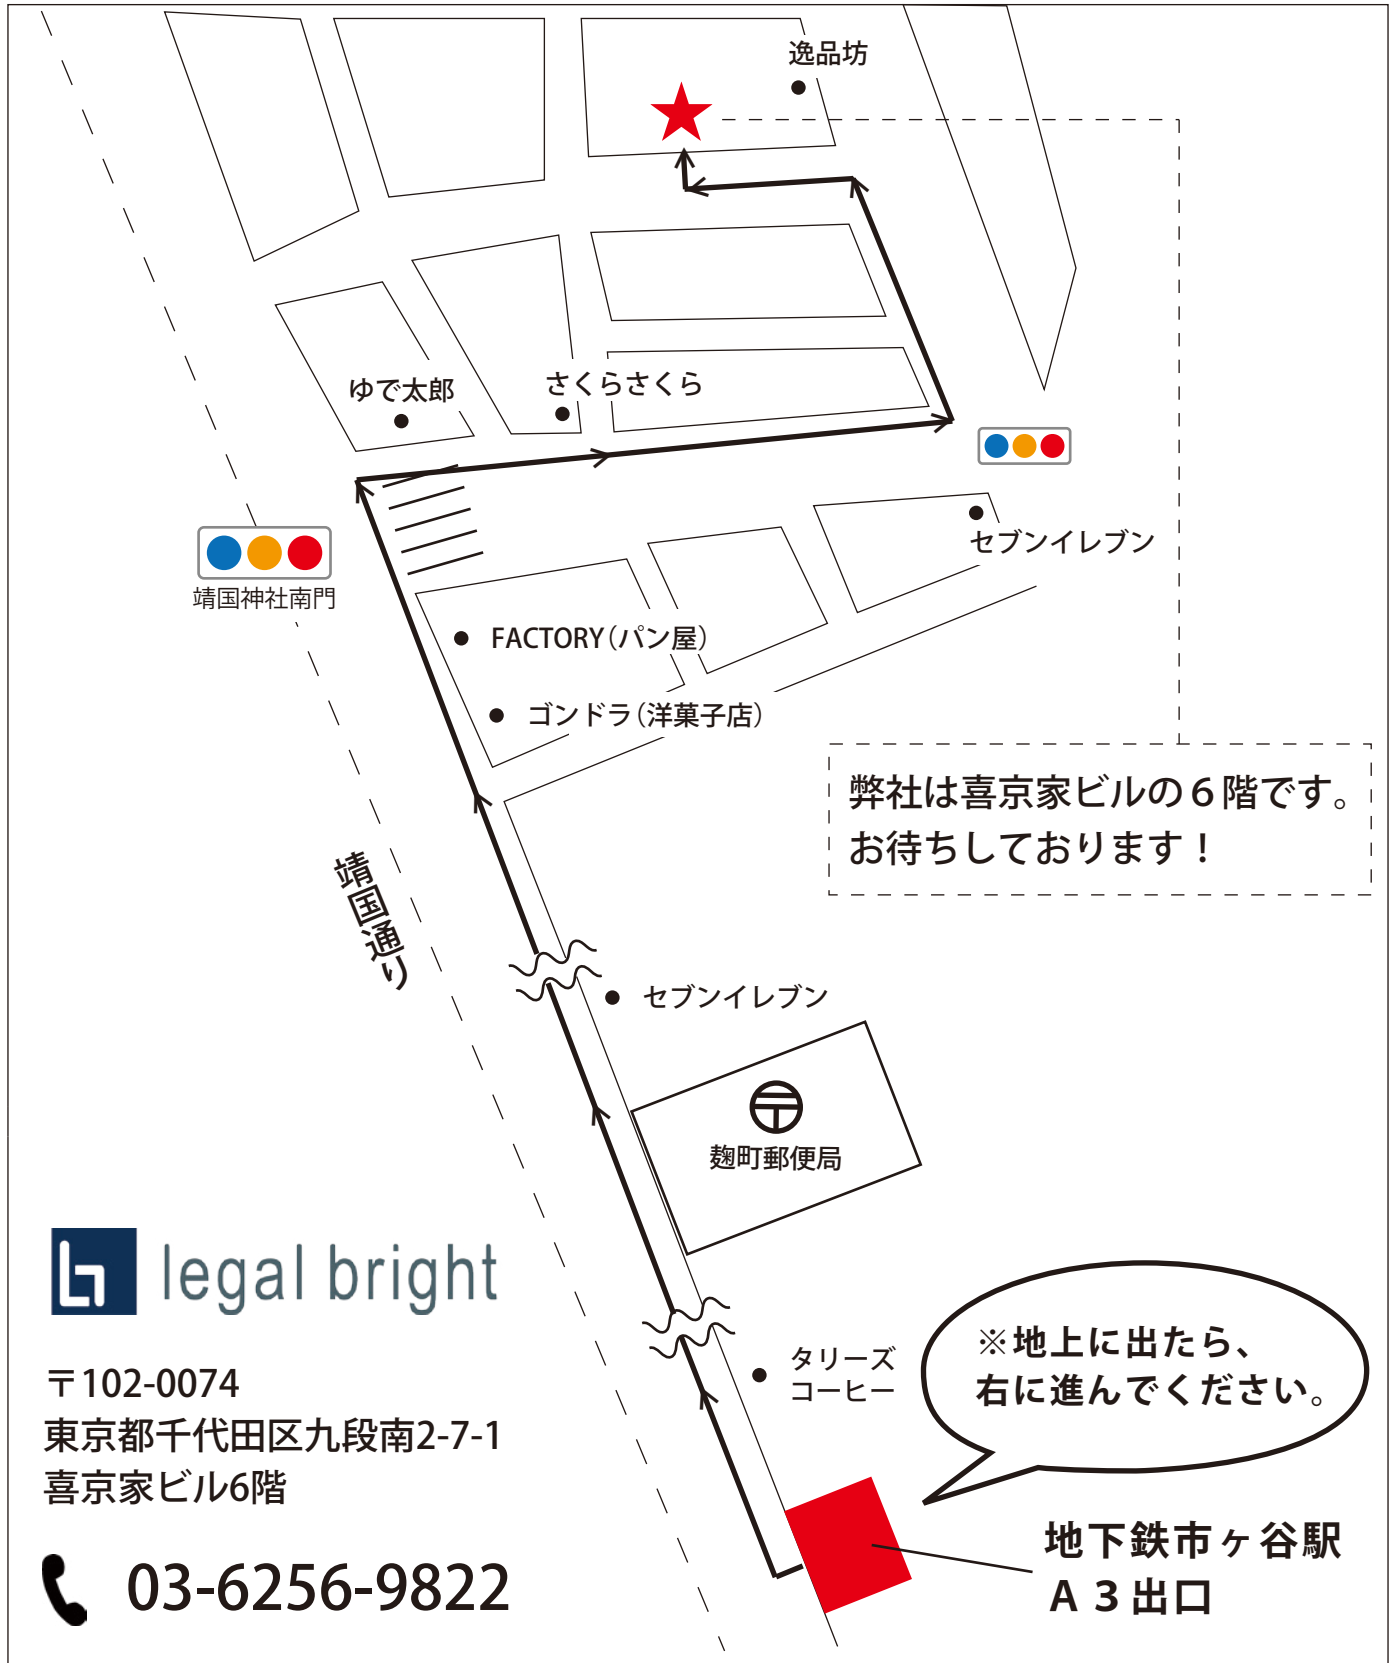 逸品坊
ゆで太郎
さくらさくら
靖国神社南門
セブンイレブン
FACTORY(パン屋)
ゴンドラ(洋菓子店)
弊社は喜京家ビルの６階です。
お待ちしております！
靖国通り
セブンイレブン
麹町郵便局
legal bright
〒102-0074
東京都千代田区九段南2-7-1
喜京家ビル6階
03-6256-9822
タリーズ
コーヒー
※地上に出たら、
右に進んでください。
地下鉄市ヶ谷駅
Ａ３出口